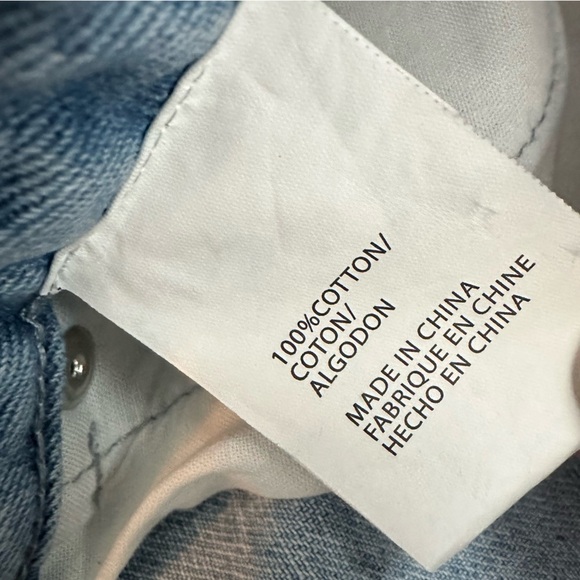 100%COTTON/
COTON/
ALGODON
MADE IN CHINA
FABRIQUE EN CHINE
HECHO EN CHINA